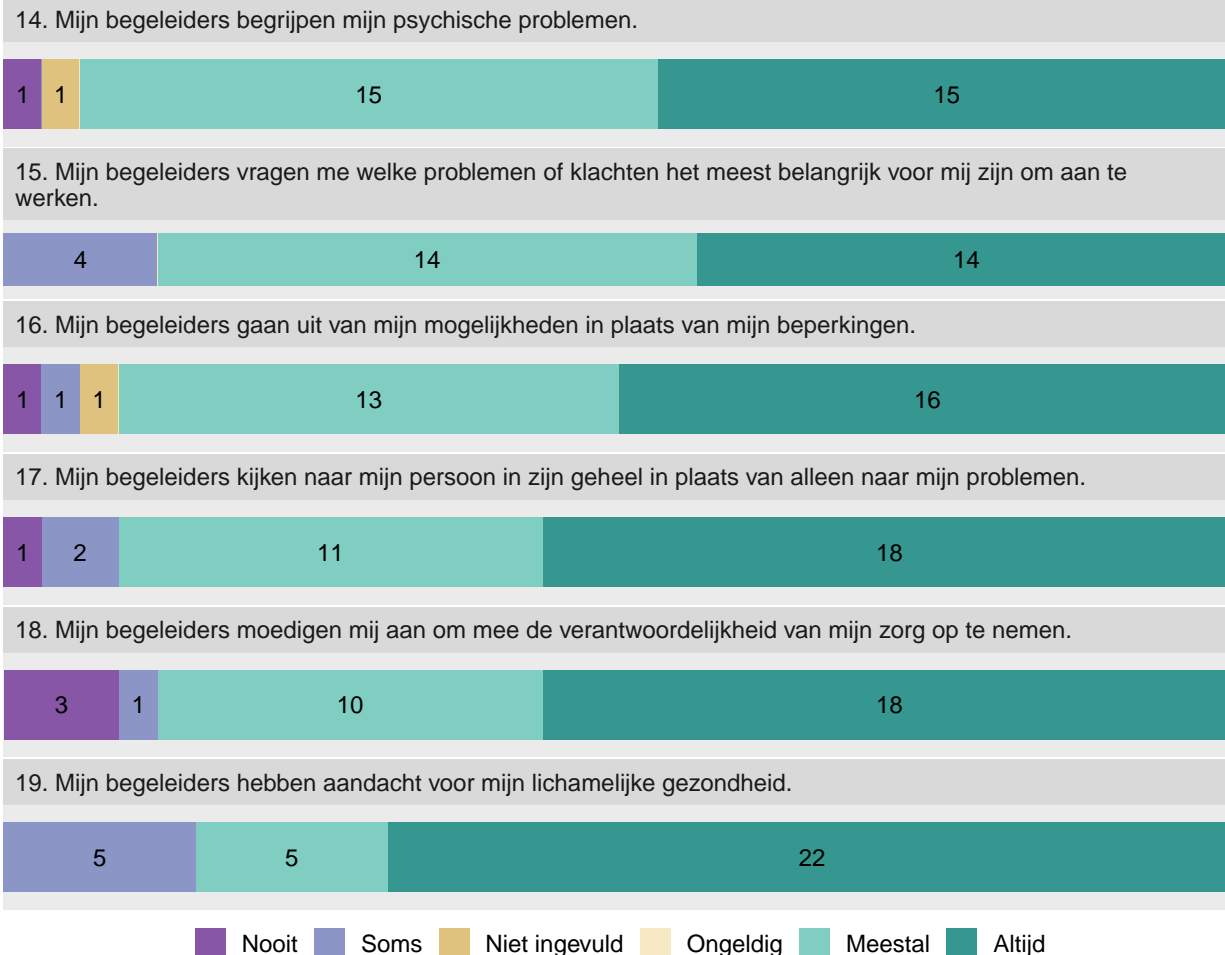 14. Mijn begeleiders begrijpen mijn psychische problemen.
1 1 15 15
15. Mijn begeleiders vragen me welke problemen of klachten het meest belangrijk voor mij zijn om aan te
werken.
4 14 14
16. Mijn begeleiders gaan uit van mijn mogelijkheden in plaats van mijn beperkingen.
1 1 1 13 16
17. Mijn begeleiders kijken naar mijn persoon in zijn geheel in plaats van alleen naar mijn problemen.
1 2 11 18
18. Mijn begeleiders moedigen mij aan om mee de verantwoordelijkheid van mijn zorg op te nemen.
3 1 10 18
19. Mijn begeleiders hebben aandacht voor mijn lichamelijke gezondheid.
5 5 22
Nooit Soms Niet ingevuld Ongeldig Meestal Altijd